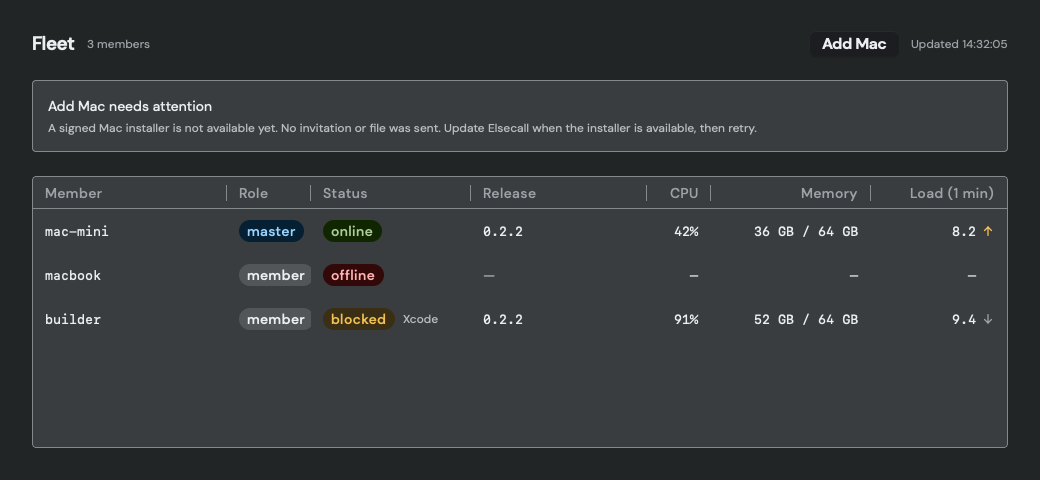 Fleet 3 members Add Mac Updated 14:32:05
Add Mac needs attention
A signed Mac installer is not available yet. No invitation or file was sent. Update Elsecall when the installer is available, then retry.
Member Role Status Release CPU Memory Load (1 min)
mac-mini master online 0.2.2 42% 36 GB / 64 GB 8.2 ↑
macbook member offline — — — —
builder member blocked Xcode 0.2.2 91% 52 GB / 64 GB 9.4 ↓